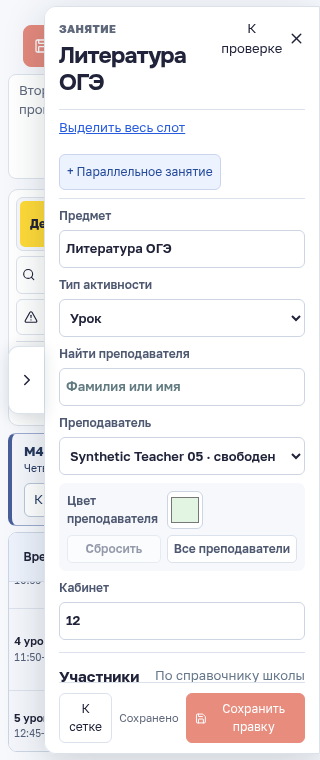 ЗАНЯТИЕ
Литература
ОГЭ
К
проверке
Выделить весь слот
+ Параллельное занятие
Предмет
Литература ОГЭ
Тип активности
Урок
Найти преподавателя
Фамилия или имя
Преподаватель
Synthetic Teacher 05 · свободен
Цвет
преподавателя
Сбросить
Все преподаватели
Кабинет
12
Участники
По справочнику школы
К
сетке
Сохранено
Сохранить
правку
4 уро
11:50-
5 уро
12:45-